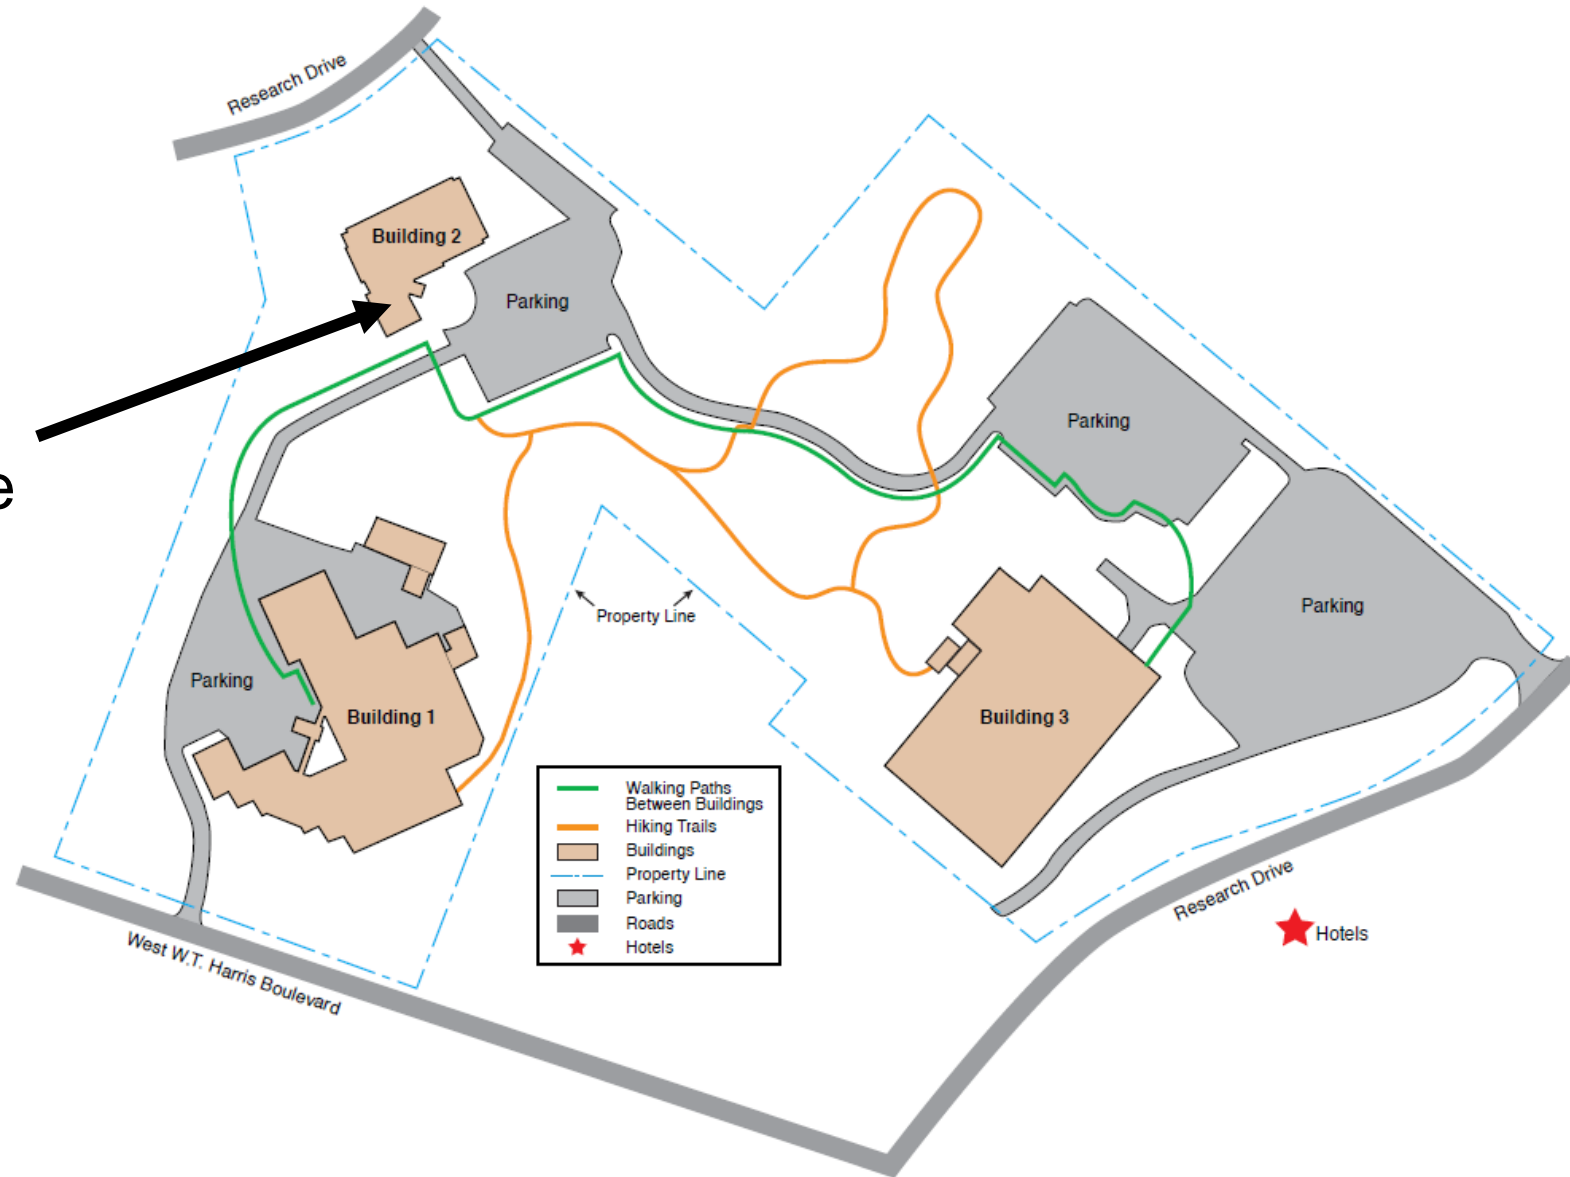 Research Drive
Building 2
Parking
Parking
e
Property Line
Parking
Parking
Building 1
Building 3
Walking Paths
Between Buildings
Hiking Trails
Buildings
Property Line
Parking
Roads
Hotels
Research Drive
Hotels
West W.T. Harris Boulevard